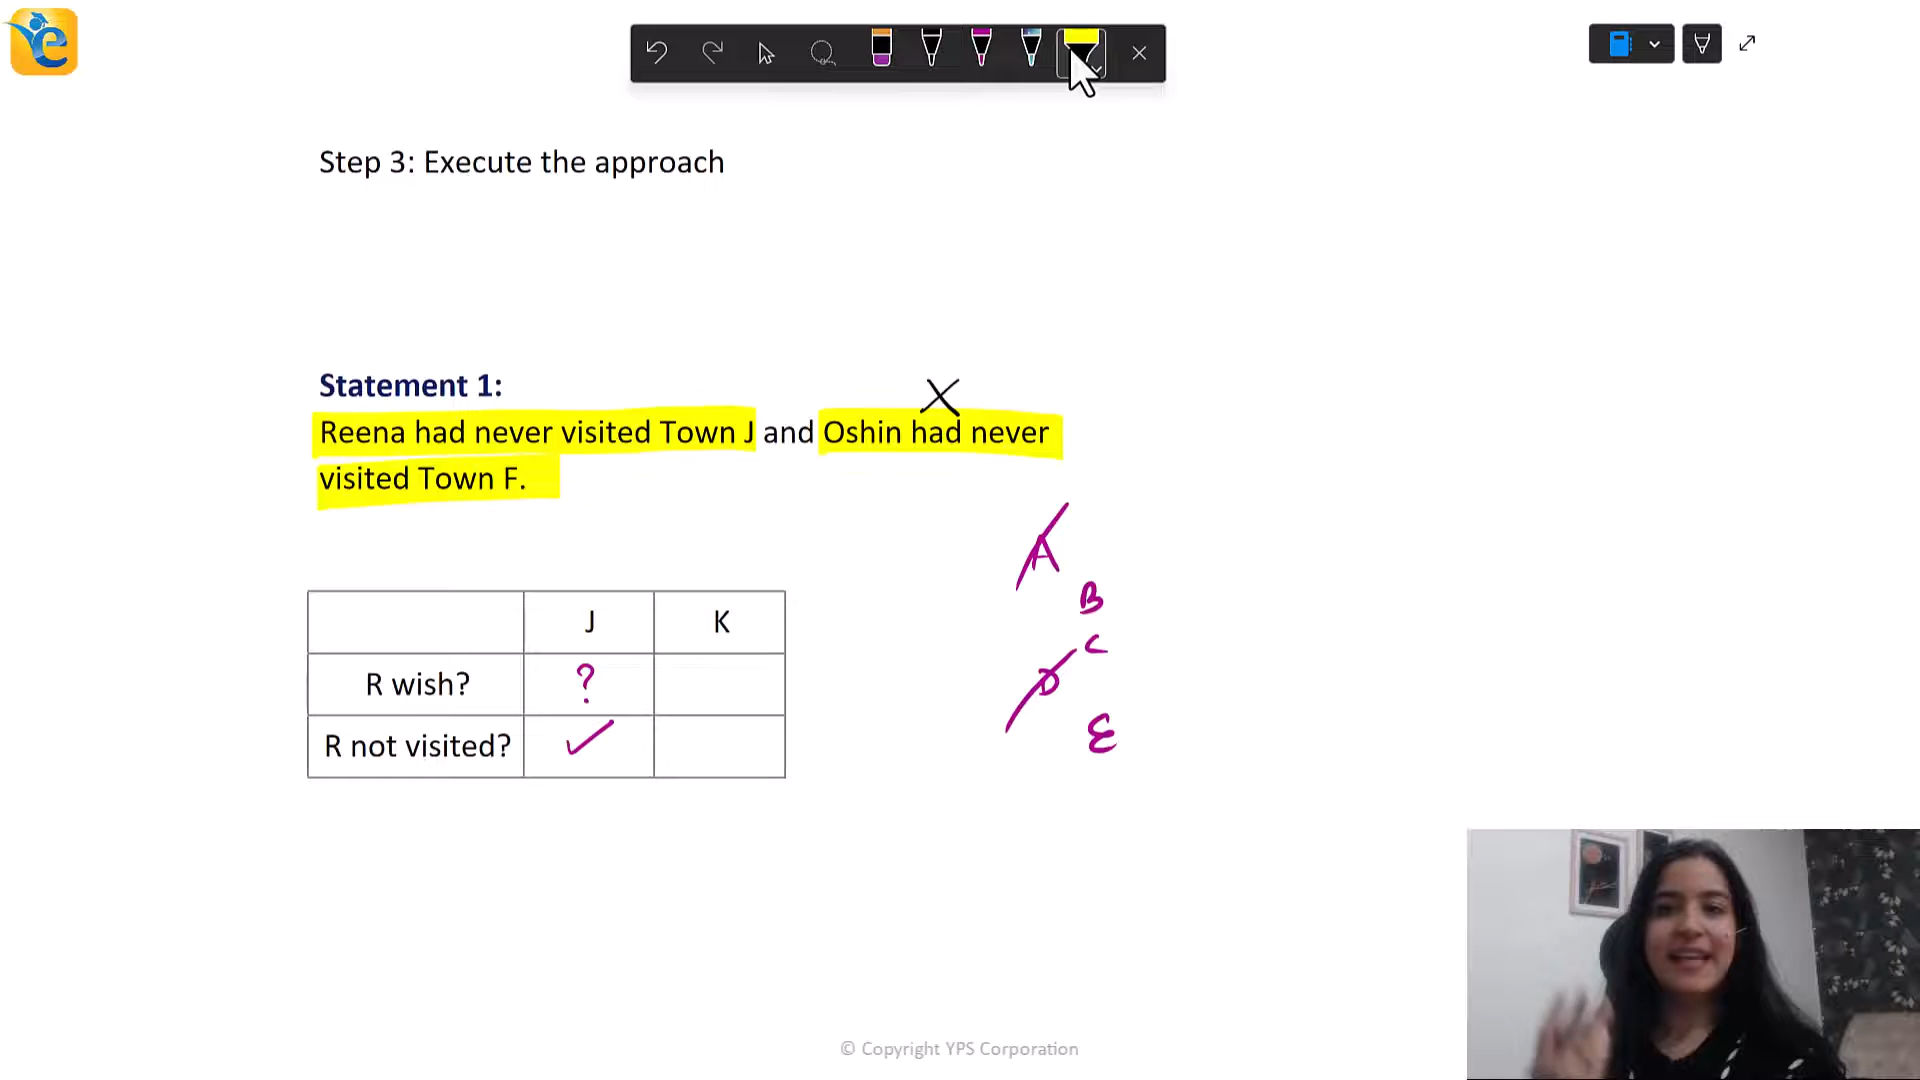 Step 3: Execute the approach
Statement 1:
X
Reena had never visited Town J and Oshin had never
visited Town F.
A
B
C
D
E
J K
R wish? ?
R not visited? ✓
© Copyright YPS Corporation